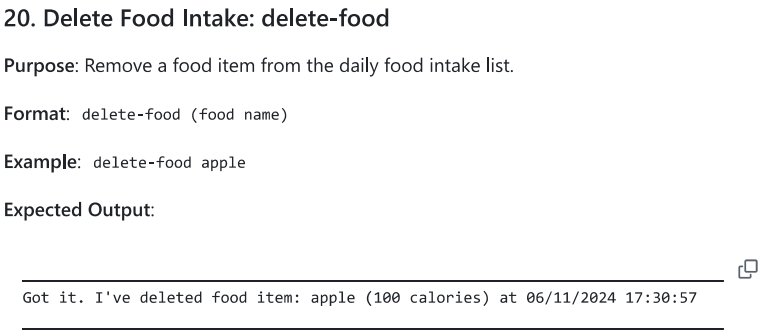 20. Delete Food Intake: delete-food
Purpose: Remove a food item from the daily food intake list.
Format: delete-food (food name)
Example: delete-food apple
Expected Output:
Got it. I've deleted food item: apple (100 calories) at 06/11/2024 17:30:57